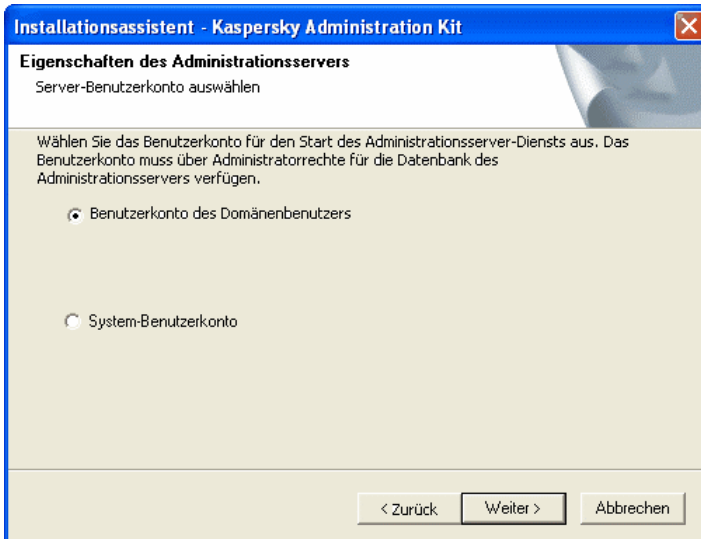 Installationsassistent - Kaspersky Administration Kit
Eigenschaften des Administrationsservers
Server-Benutzerkonto auswählen
Wählen Sie das Benutzerkonto für den Start des Administrationsserver-Diensts aus. Das
Benutzerkonto muss über Administratorrechte für die Datenbank des
Administrationsservers verfügen.
Benutzerkonto des Domänenbenutzers
System-Benutzerkonto
< Zurück Weiter > Abbrechen